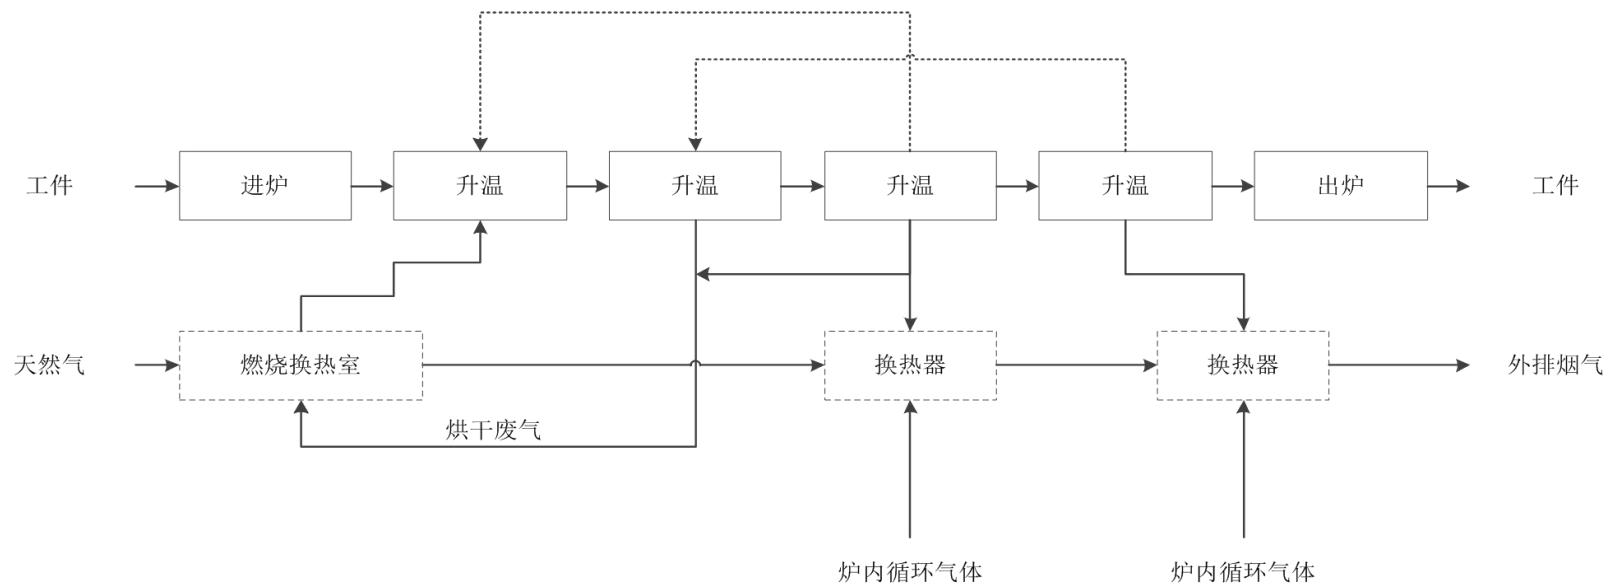 工件
进炉
升温
升温
升温
升温
出炉
工件
天然气
燃烧换热室
换热器
换热器
外排烟气
烘干废气
炉内循环气体
炉内循环气体